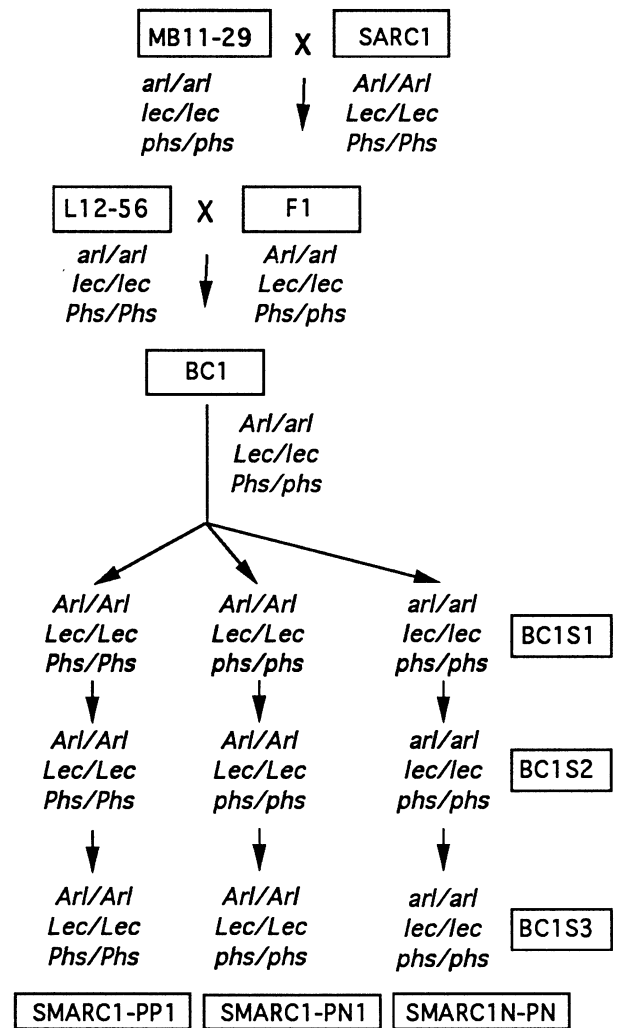 MB11-29 X SARC1
arl/arl Arl/Arl
lec/lec Lec/Lec
phs/phs Phs/Phs
L12-56 X F1
arl/arl Arl/arl
lec/lec Lec/lec
Phs/Phs Phs/phs
BC1
Arl/arl
Lec/lec
Phs/phs
Arl/Arl Arl/Arl arl/arl
Lec/Lec Lec/Lec lec/lec BC1S1
Phs/Phs phs/phs phs/phs
Arl/Arl Arl/Arl arl/arl
Lec/Lec Lec/Lec lec/lec BC1S2
Phs/Phs phs/phs phs/phs
Arl/Arl Arl/Arl arl/arl
Lec/Lec Lec/Lec lec/lec BC1S3
Phs/Phs phs/phs phs/phs
SMARC1-PP1 SMARC1-PN1 SMARC1N-PN